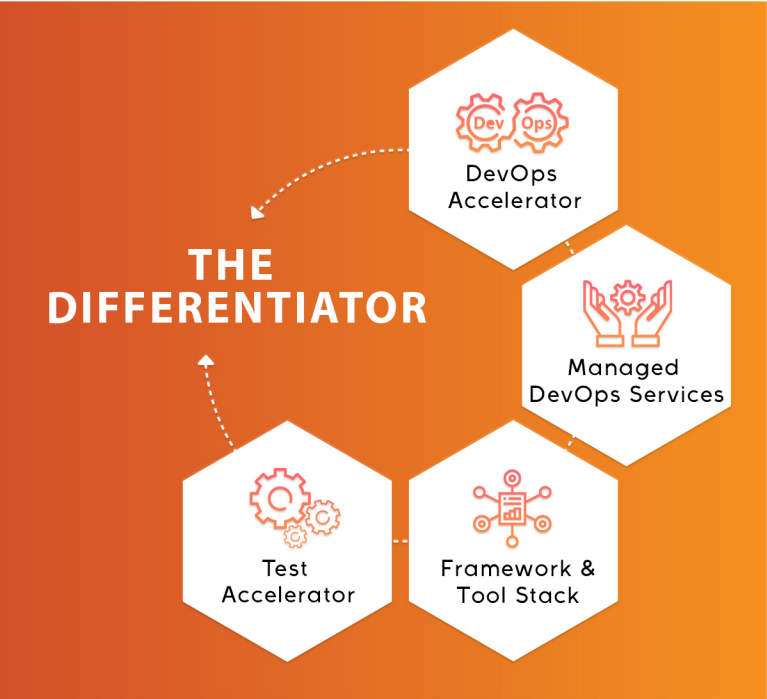 Dev Ops
DevOps
Accelerator
THE
DIFFERENTIATOR
Managed
DevOps Services
Test
Accelerator
Framework &
Tool Stack